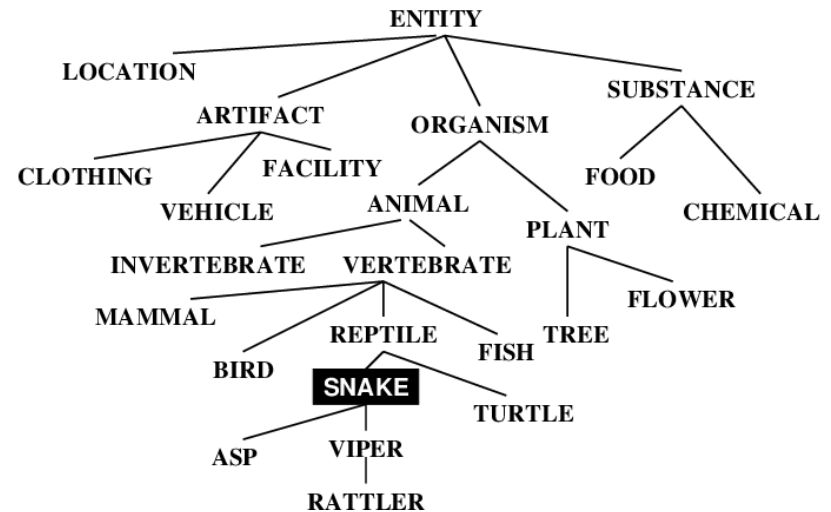 ENTITY
LOCATION
SUBSTANCE
ARTIFACT
ORGANISM
CLOTHING
FACILITY
FOOD
VEHICLE
ANIMAL
CHEMICAL
PLANT
INVERTEBRATE
VERTEBRATE
FLOWER
MAMMAL
REPTILE
TREE
FISH
BIRD
SNAKE
TURTLE
ASP
VIPER
RATTLER